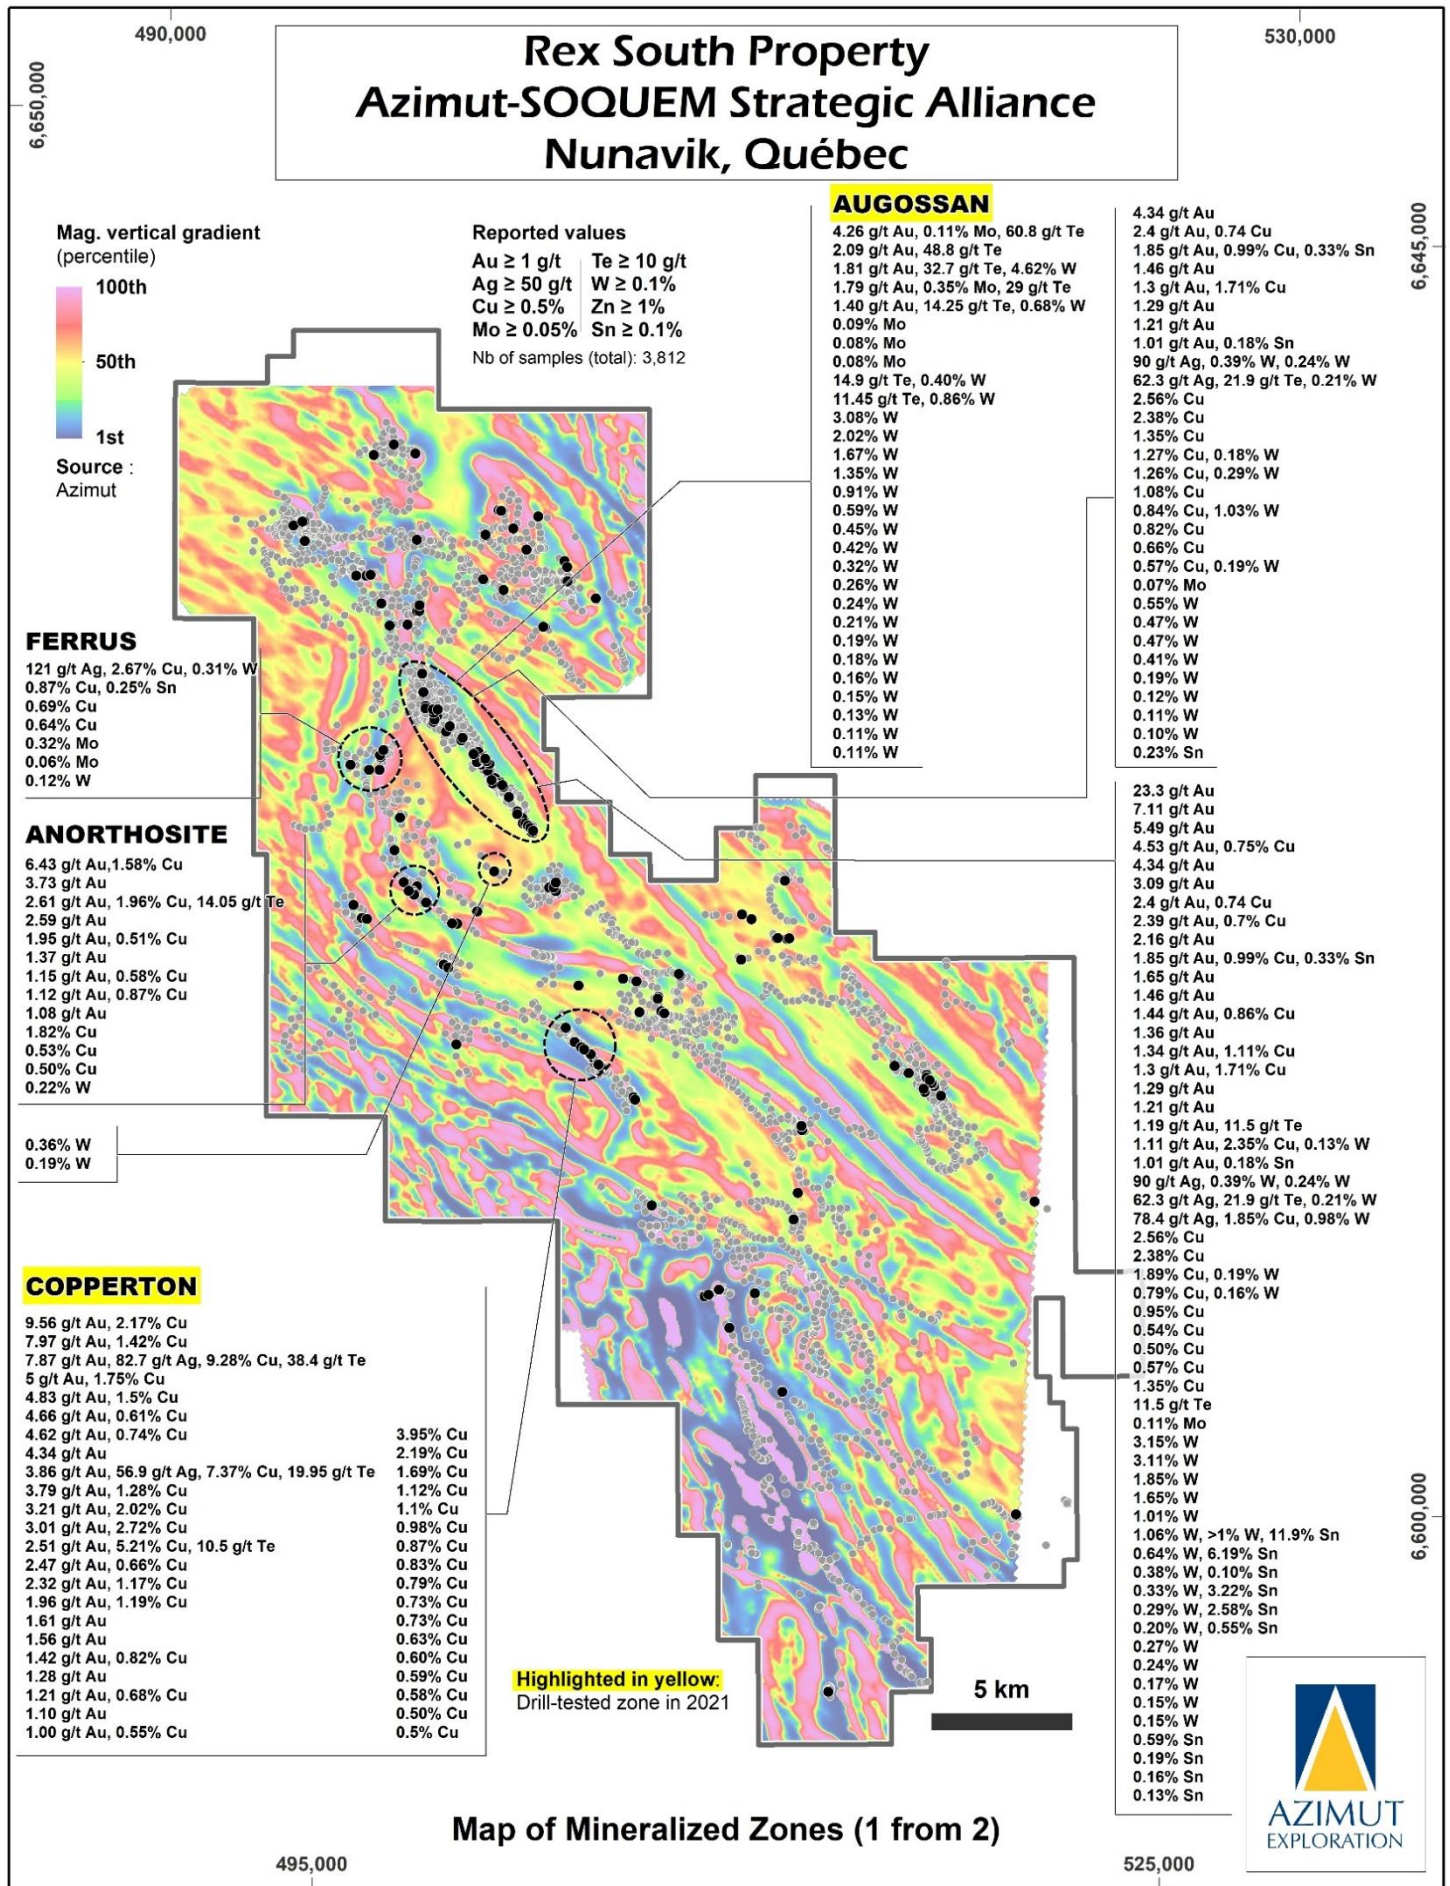 490,000
530,000
6,650,000
Rex South Property
Azimut-SOQUEM Strategic Alliance
Nunavik, Québec
6,645,000
Mag. vertical gradient
(percentile)
100th
50th
1st
Source :
Azimut
Reported values
Au ≥ 1 g/t
Ag ≥ 50 g/t
Cu ≥ 0.5%
Mo ≥ 0.05%
Te ≥ 10 g/t
W ≥ 0.1%
Zn ≥ 1%
Sn ≥ 0.1%
Nb of samples (total): 3,812
AUGOSSAN
4.26 g/t Au, 0.11% Mo, 60.8 g/t Te
2.09 g/t Au, 48.8 g/t Te
1.81 g/t Au, 32.7 g/t Te, 4.62% W
1.79 g/t Au, 0.35% Mo, 29 g/t Te
1.40 g/t Au, 14.25 g/t Te, 0.68% W
0.09% Mo
0.08% Mo
0.08% Mo
14.9 g/t Te, 0.40% W
11.45 g/t Te, 0.86% W
3.08% W
2.02% W
1.67% W
1.35% W
0.91% W
0.59% W
0.45% W
0.42% W
0.32% W
0.26% W
0.24% W
0.21% W
0.19% W
0.18% W
0.16% W
0.15% W
0.13% W
0.11% W
0.11% W
4.34 g/t Au
2.4 g/t Au, 0.74 Cu
1.85 g/t Au, 0.99% Cu, 0.33% Sn
1.46 g/t Au
1.3 g/t Au, 1.71% Cu
1.29 g/t Au
1.21 g/t Au
1.01 g/t Au, 0.18% Sn
90 g/t Ag, 0.39% W, 0.24% W
62.3 g/t Ag, 21.9 g/t Te, 0.21% W
2.56% Cu
2.38% Cu
1.35% Cu
1.27% Cu, 0.18% W
1.26% Cu, 0.29% W
1.08% Cu
0.84% Cu, 1.03% W
0.82% Cu
0.66% Cu
0.57% Cu, 0.19% W
0.07% Mo
0.55% W
0.47% W
0.47% W
0.41% W
0.19% W
0.12% W
0.11% W
0.10% W
0.23% Sn
FERRUS
121 g/t Ag, 2.67% Cu, 0.31% W
0.87% Cu, 0.25% Sn
0.69% Cu
0.64% Cu
0.32% Mo
0.06% Mo
0.12% W
ANORTHOSITE
6.43 g/t Au,1.58% Cu
3.73 g/t Au
2.61 g/t Au, 1.96% Cu, 14.05 g/t Te
2.59 g/t Au
1.95 g/t Au, 0.51% Cu
1.37 g/t Au
1.15 g/t Au, 0.58% Cu
1.12 g/t Au, 0.87% Cu
1.08 g/t Au
1.82% Cu
0.53% Cu
0.50% Cu
0.22% W
0.36% W
0.19% W
23.3 g/t Au
7.11 g/t Au
5.49 g/t Au
4.53 g/t Au, 0.75% Cu
4.34 g/t Au
3.09 g/t Au
2.4 g/t Au, 0.74 Cu
2.39 g/t Au, 0.7% Cu
2.16 g/t Au
1.85 g/t Au, 0.99% Cu, 0.33% Sn
1.65 g/t Au
1.46 g/t Au
1.44 g/t Au, 0.86% Cu
1.36 g/t Au
1.34 g/t Au, 1.11% Cu
1.3 g/t Au, 1.71% Cu
1.29 g/t Au
1.21 g/t Au
1.19 g/t Au, 11.5 g/t Te
1.11 g/t Au, 2.35% Cu, 0.13% W
1.01 g/t Au, 0.18% Sn
90 g/t Ag, 0.39% W, 0.24% W
62.3 g/t Ag, 21.9 g/t Te, 0.21% W
78.4 g/t Ag, 1.85% Cu, 0.98% W
2.56% Cu
2.38% Cu
1.89% Cu, 0.19% W
0.79% Cu, 0.16% W
0.95% Cu
0.54% Cu
0.50% Cu
0.57% Cu
1.35% Cu
11.5 g/t Te
0.11% Mo
3.15% W
3.11% W
1.85% W
1.65% W
1.01% W
1.06% W, >1% W, 11.9% Sn
0.64% W, 6.19% Sn
0.38% W, 0.10% Sn
0.33% W, 3.22% Sn
0.29% W, 2.58% Sn
0.20% W, 0.55% Sn
0.27% W
0.24% W
0.17% W
0.15% W
0.15% W
0.59% Sn
0.19% Sn
0.16% Sn
0.13% Sn
6,600,000
COPPERTON
9.56 g/t Au, 2.17% Cu
7.97 g/t Au, 1.42% Cu
7.87 g/t Au, 82.7 g/t Ag, 9.28% Cu, 38.4 g/t Te
5 g/t Au, 1.75% Cu
4.83 g/t Au, 1.5% Cu
4.66 g/t Au, 0.61% Cu
4.62 g/t Au, 0.74% Cu
4.34 g/t Au
3.86 g/t Au, 56.9 g/t Ag, 7.37% Cu, 19.95 g/t Te
3.79 g/t Au, 1.28% Cu
3.21 g/t Au, 2.02% Cu
3.01 g/t Au, 2.72% Cu
2.51 g/t Au, 5.21% Cu, 10.5 g/t Te
2.47 g/t Au, 0.66% Cu
2.32 g/t Au, 1.17% Cu
1.96 g/t Au, 1.19% Cu
1.61 g/t Au
1.56 g/t Au
1.42 g/t Au, 0.82% Cu
1.28 g/t Au
1.21 g/t Au, 0.68% Cu
1.10 g/t Au
1.00 g/t Au, 0.55% Cu
3.95% Cu
2.19% Cu
1.69% Cu
1.12% Cu
1.1% Cu
0.98% Cu
0.87% Cu
0.83% Cu
0.79% Cu
0.73% Cu
0.73% Cu
0.63% Cu
0.60% Cu
0.59% Cu
0.58% Cu
0.50% Cu
0.5% Cu
Highlighted in yellow:
Drill-tested zone in 2021
5 km
AZIMUT
EXPLORATION
Map of Mineralized Zones (1 from 2)
495,000
525,000